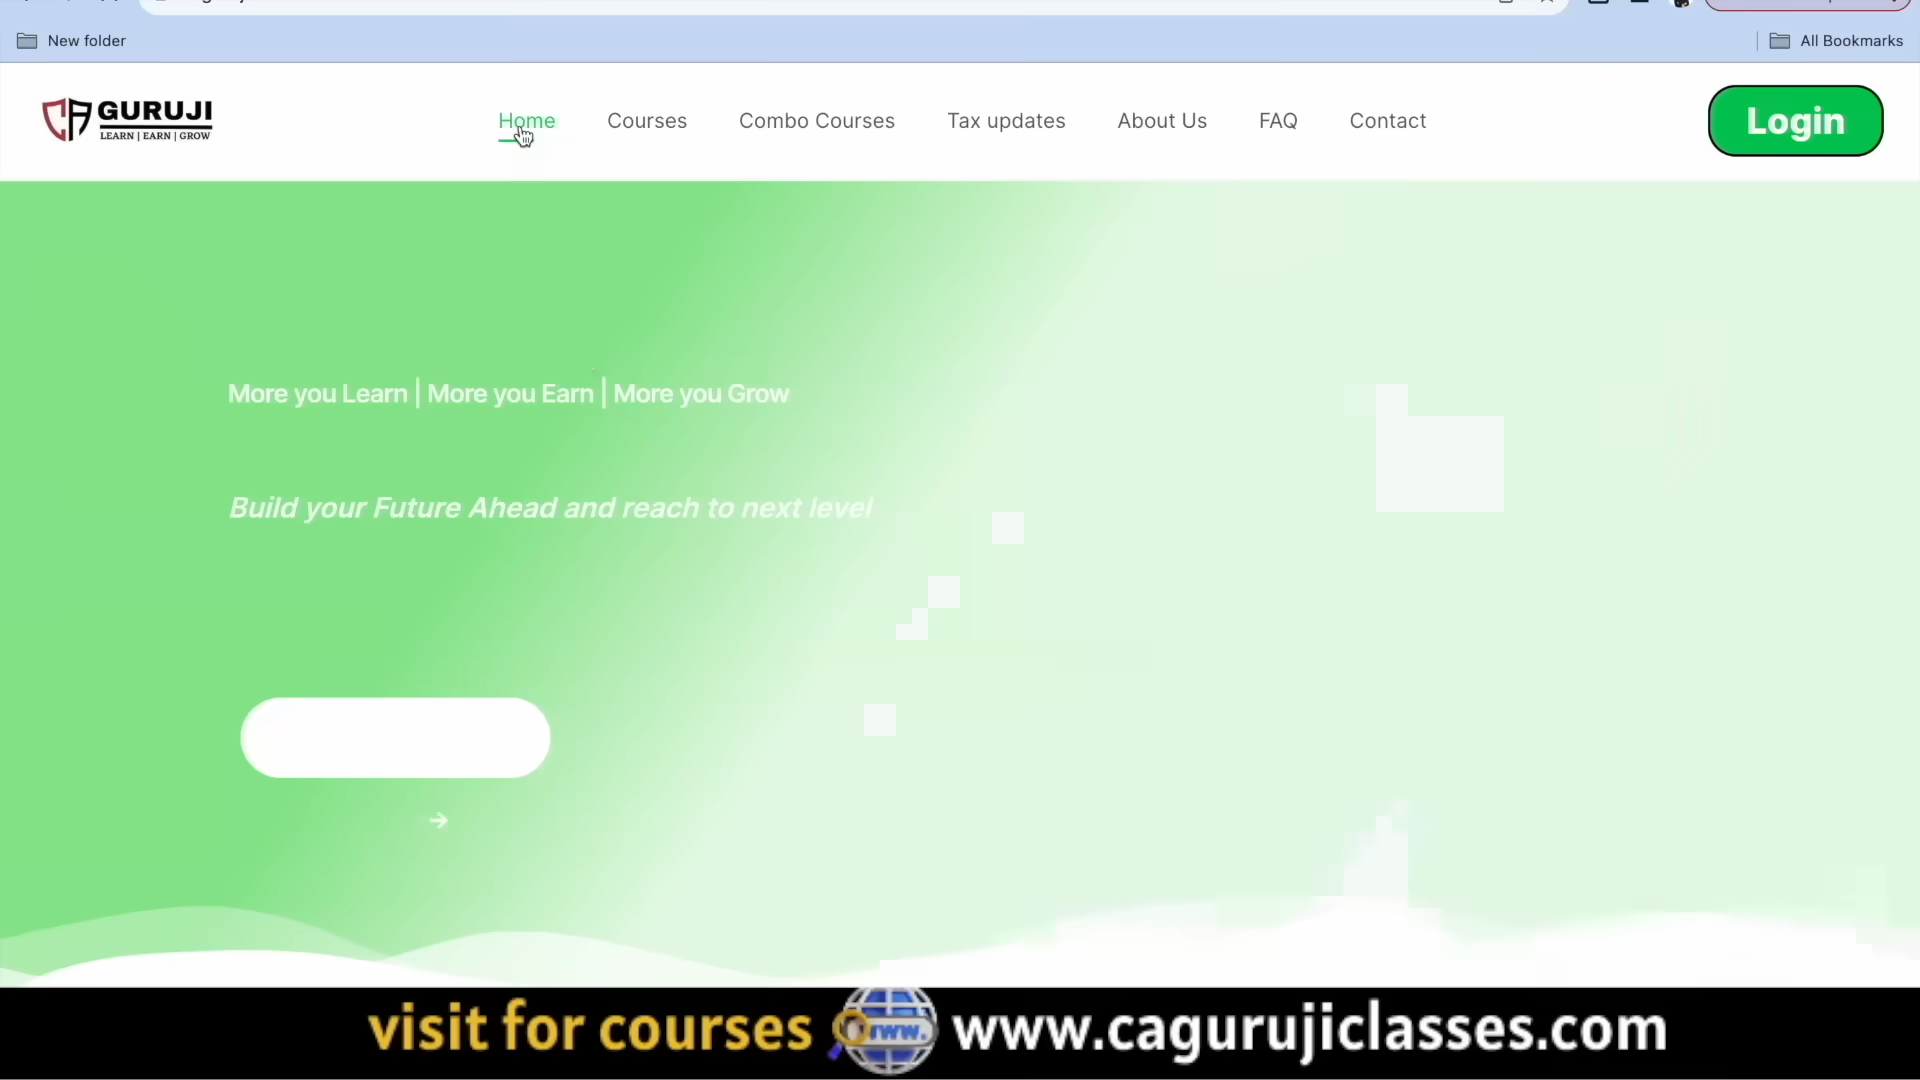 New folder
All Bookmarks
CA GURUJI
LEARN | EARN | GROW
Home
Courses
Combo Courses
Tax updates
About Us
FAQ
Contact
Login
More you Learn | More you Earn | More you Grow
Build your Future Ahead and reach to next level
visit for courses www. www.cagurujiclasses.com